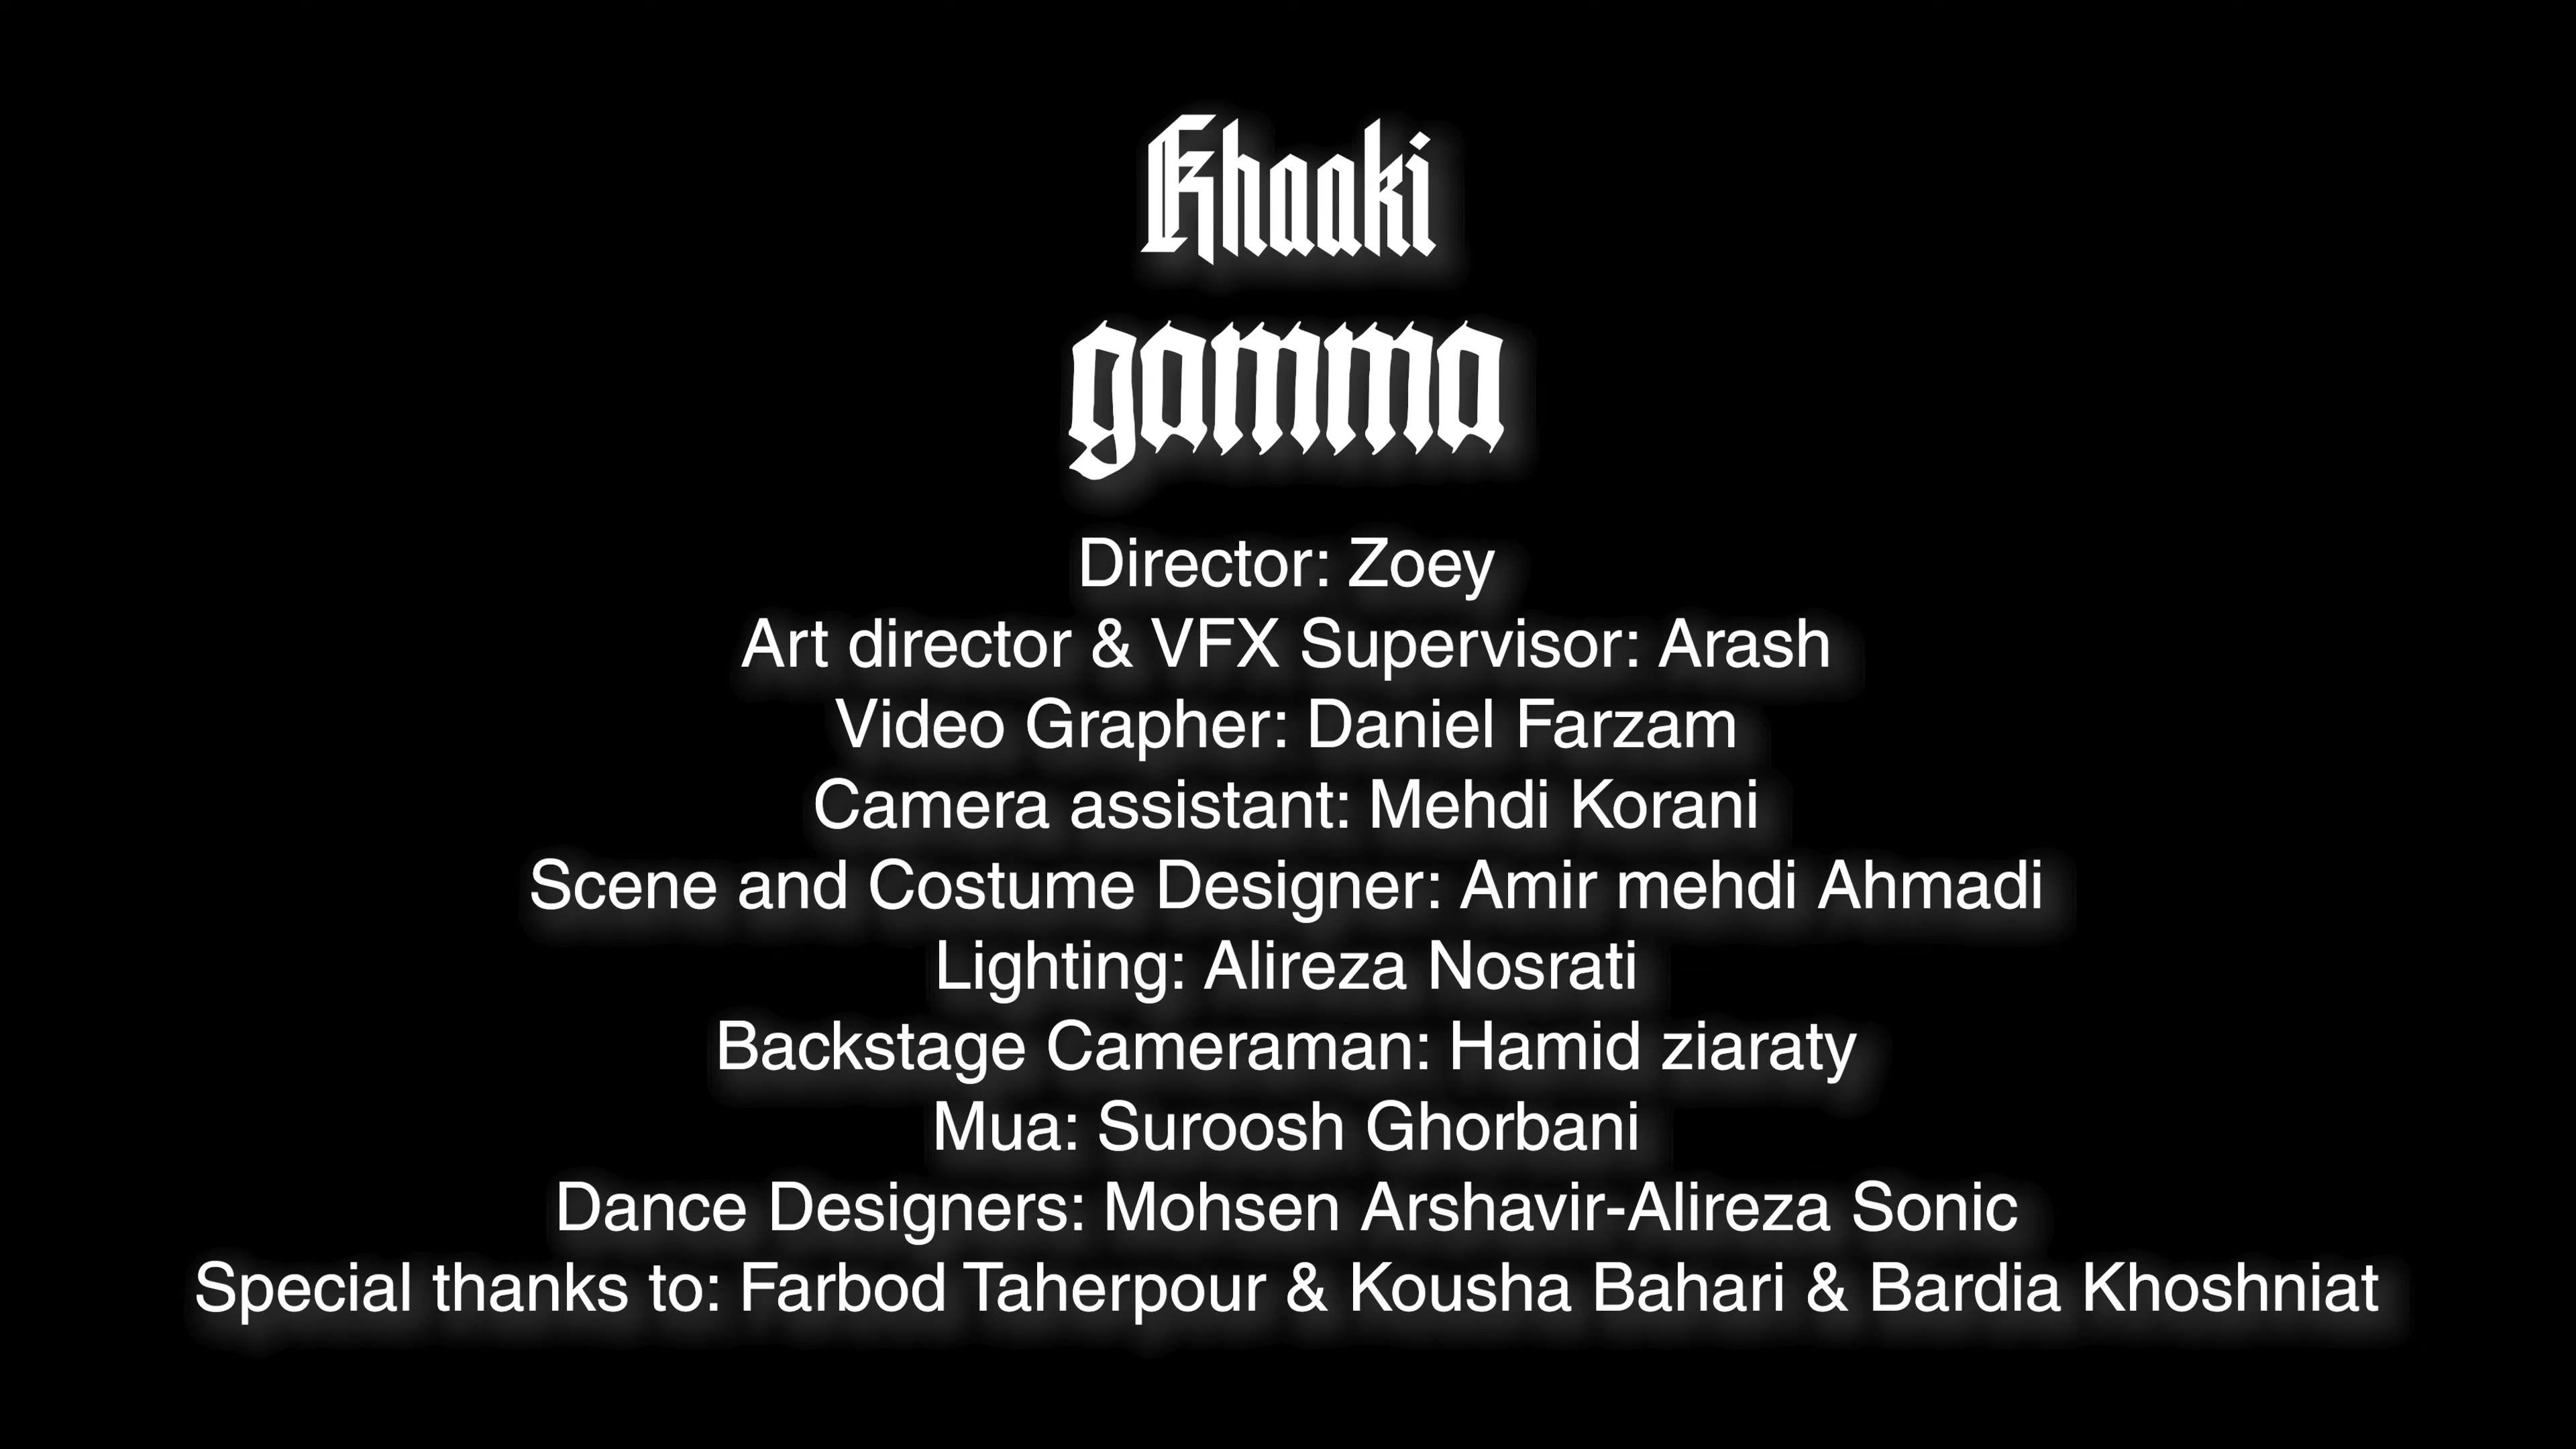 Khaaki
gamma
Director: Zoey
Art director & VFX Supervisor: Arash
Video Grapher: Daniel Farzam
Camera assistant: Mehdi Korani
Scene and Costume Designer: Amir mehdi Ahmadi
Lighting: Alireza Nosrati
Backstage Cameraman: Hamid ziaraty
Mua: Suroosh Ghorbani
Dance Designers: Mohsen Arshavir-Alireza Sonic
Special thanks to: Farbod Taherpour & Kousha Bahari & Bardia Khoshniat